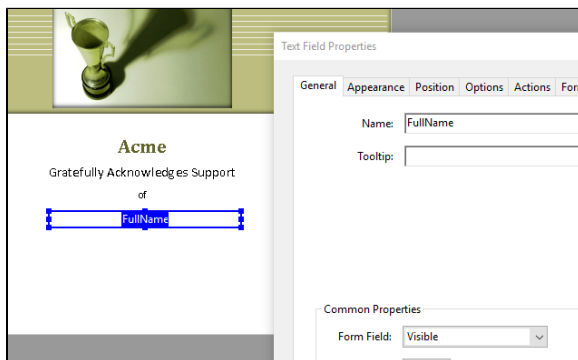 Text Field Properties
General Appearance Position Options Actions
Name: FullName
Tooltip:
Common Properties
Form Field: Visible
Acme
Gratefully Acknowledges Support
of
FullName